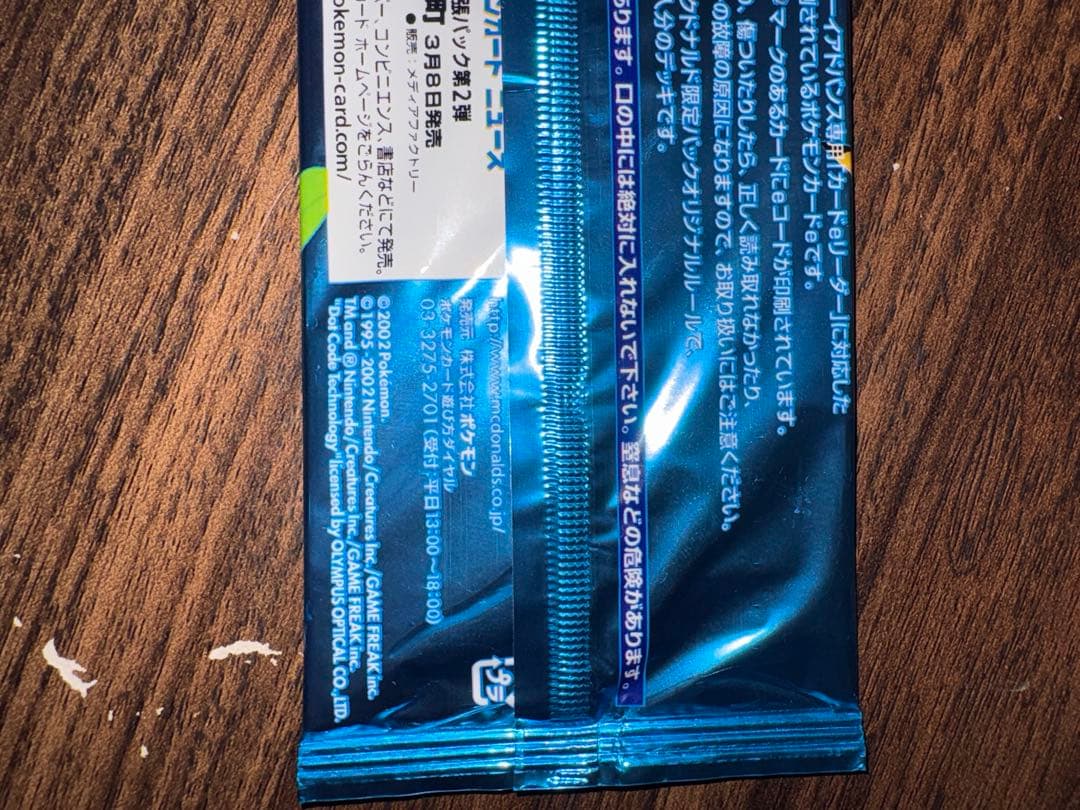 ーイアドバンス専用「カードeリーダー」に対応した
刷されているポモンカードeです。
マークのあるカードにeコードが印刷されています。
、傷ついたりしたら、正しく読み取れなかったり、
の故障の原因になりますので、お取り扱いにはご注意ください。
クドナルド限定パックオリジナルルールで、
人分のデッキです。
あります。口の中には絶対に入れないで下さい。窒息などの危険があります。
ンカード ニュース
張パック第2弾
町 3月8日発売
●販売:メディアファクトリー
ー、コンビニエンス、書店などにて発売。
ード ホームページをごらんください。
okemon-card.com/
http://www.mcdonalds.co.jp/
発売元 株式会社ポケモン
ポケモンカード遊び方ダイヤル
03-3275-2701(受付:平日13:00〜18:00)
©2002 Pokémon
©1995-2002 Nintendo/Creatures Inc./GAME FREAK inc.
TM and ® Nintendo/Creatures Inc./GAME FREAK inc.
"Dot Code Technology" licensed by OLYMPUS OPTICAL CO.,LTD.
プラ